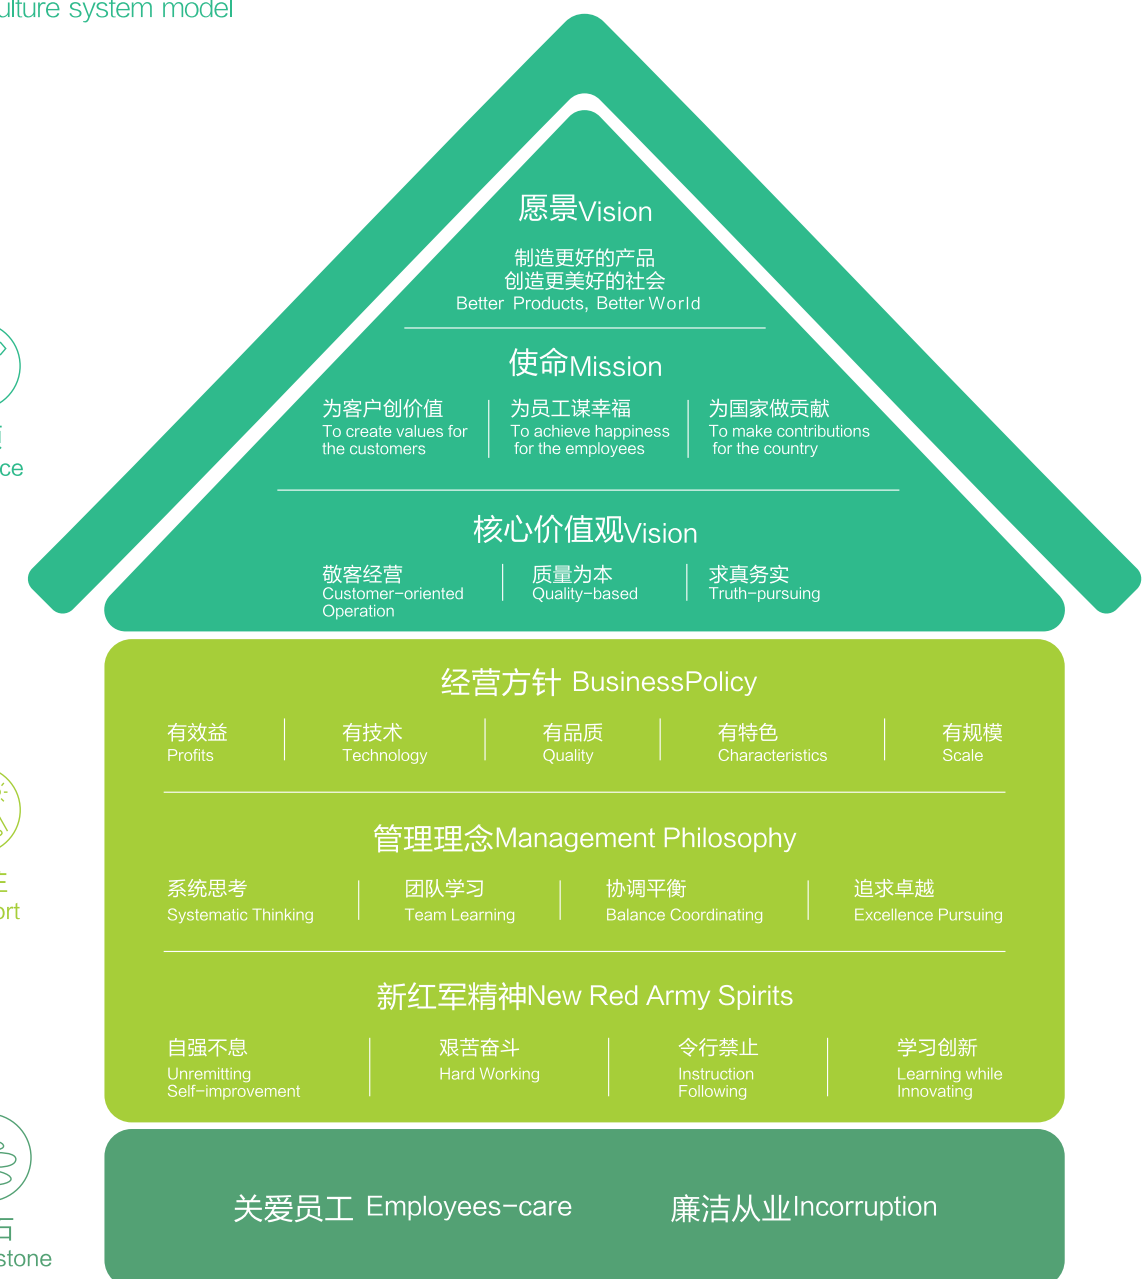 system model
愿景Vision
制造更好的产品
创造更美好的社会
Better Products, Better World
使命Mission
为客户创价值
To create values for
the customers
为员工谋幸福
To achieve happiness
for the employees
为国家做贡献
To make contributions
for the country
核心价值观Vision
敬客经营
Customer-oriented
Operation
质量为本
Quality-based
求真务实
Truth-pursuing
经营方针 BusinessPolicy
有效益
Profits
有技术
Technology
有品质
Quality
有特色
Characteristics
有规模
Scale
管理理念Management Philosophy
系统思考
Systematic Thinking
团队学习
Team Learning
协调平衡
Balance Coordinating
追求卓越
Excellence Pursuing
新红军精神New Red Army Spirits
自强不息
Unremitting
Self-improvement
艰苦奋斗
Hard Working
令行禁止
Instruction
Following
学习创新
Learning while
Innovating
石
stone
关爱员工 Employees-care
廉洁从业Incorruption